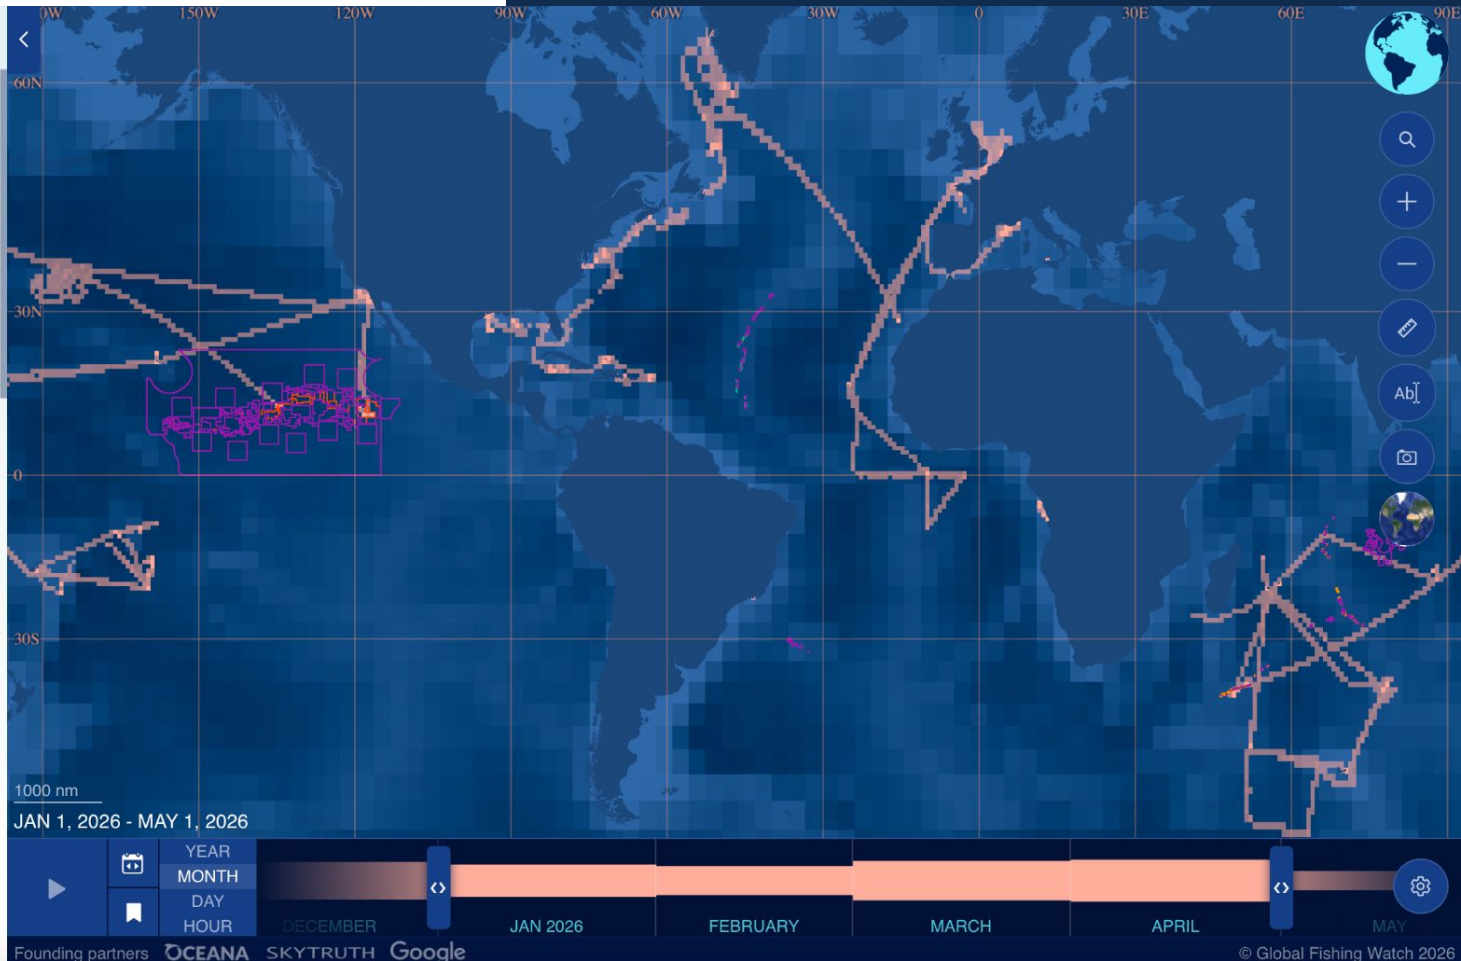 0W 150W 120W 90W 60W 30W 0 30E 60E 90E
60N
30N
0
30S
Ab
1000 nm
JAN 1, 2026 - MAY 1, 2026
YEAR
MONTH
DAY
HOUR
DECEMBER JAN 2026 FEBRUARY MARCH APRIL MAY
Founding partners OCEANA SKYTRUTH Google © Global Fishing Watch 2026